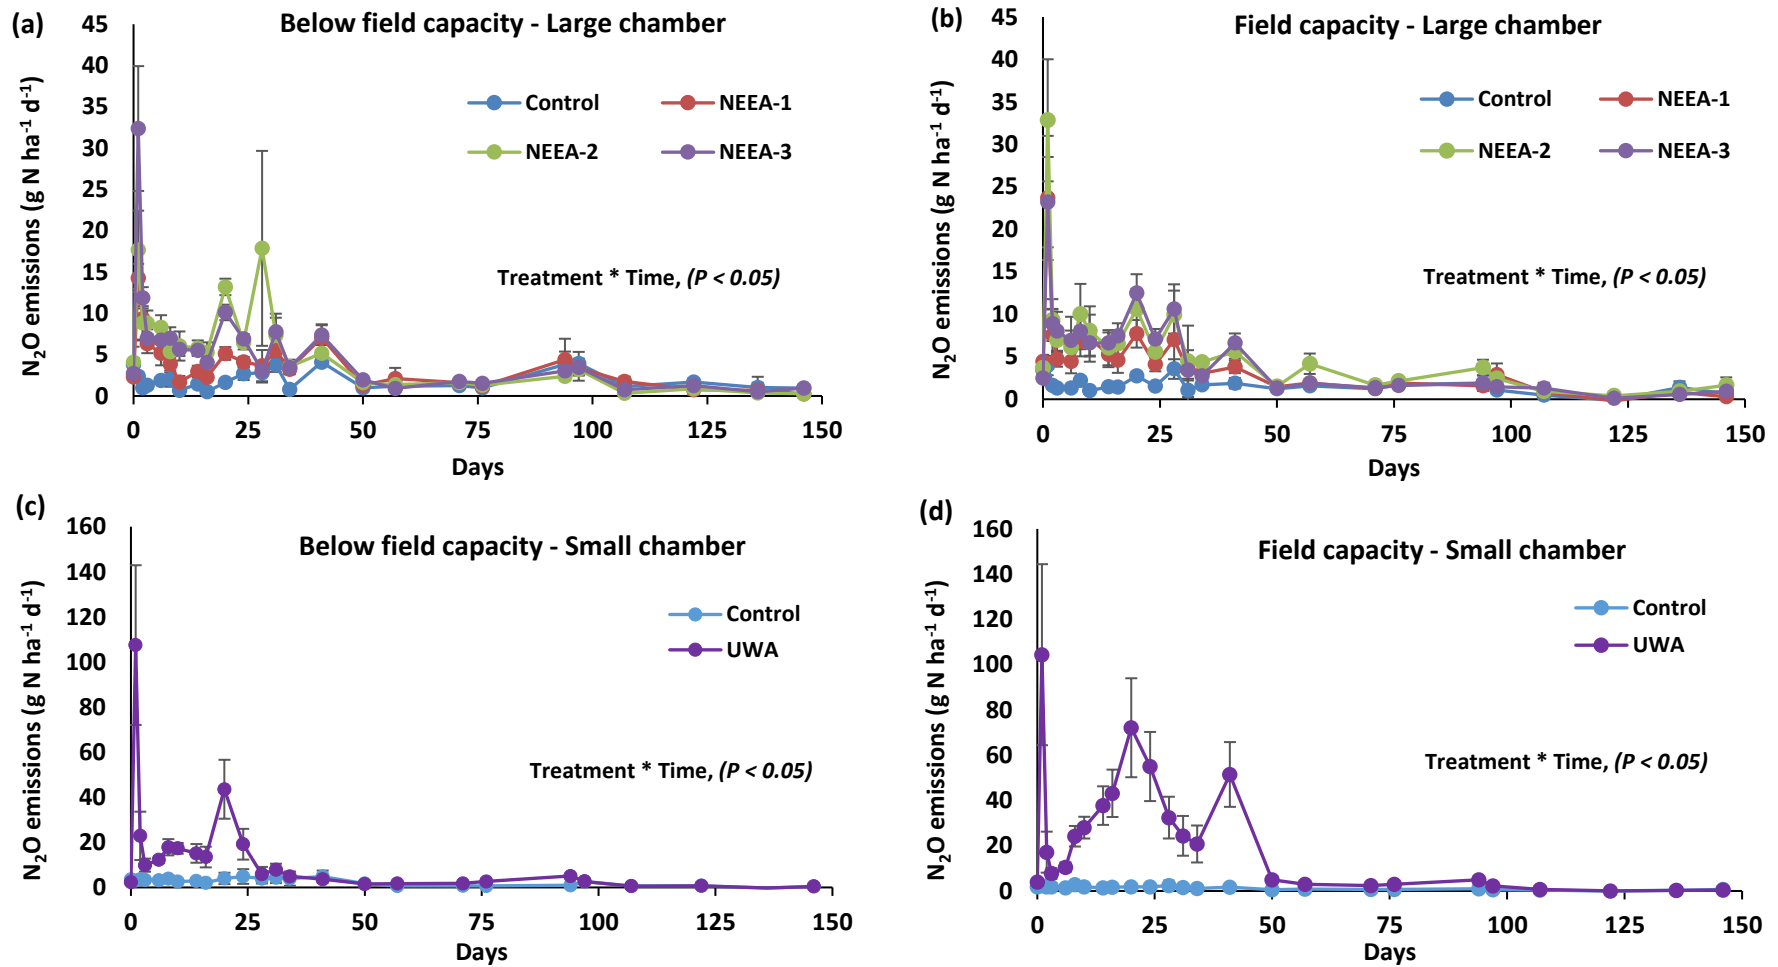 (a)
Below field capacity - Large chamber
45
40
35
30
25
20
15
10
5
0
N₂O emissions (g N ha⁻¹ d⁻¹)
Control
NEEA-1
NEEA-2
NEEA-3
Treatment * Time, (P < 0.05)
0 25 50 75 100 125 150
Days
(b)
Field capacity - Large chamber
45
40
35
30
25
20
15
10
5
0
N₂O emissions (g N ha⁻¹ d⁻¹)
Control
NEEA-1
NEEA-2
NEEA-3
Treatment * Time, (P < 0.05)
0 25 50 75 100 125 150
Days
(c)
Below field capacity - Small chamber
160
140
120
100
80
60
40
20
0
N₂O emissions (g N ha⁻¹ d⁻¹)
Control
UWA
Treatment * Time, (P < 0.05)
0 25 50 75 100 125 150
Days
(d)
Field capacity - Small chamber
160
140
120
100
80
60
40
20
0
N₂O emissions (g N ha⁻¹ d⁻¹)
Control
UWA
Treatment * Time, (P < 0.05)
0 25 50 75 100 125 150
Days